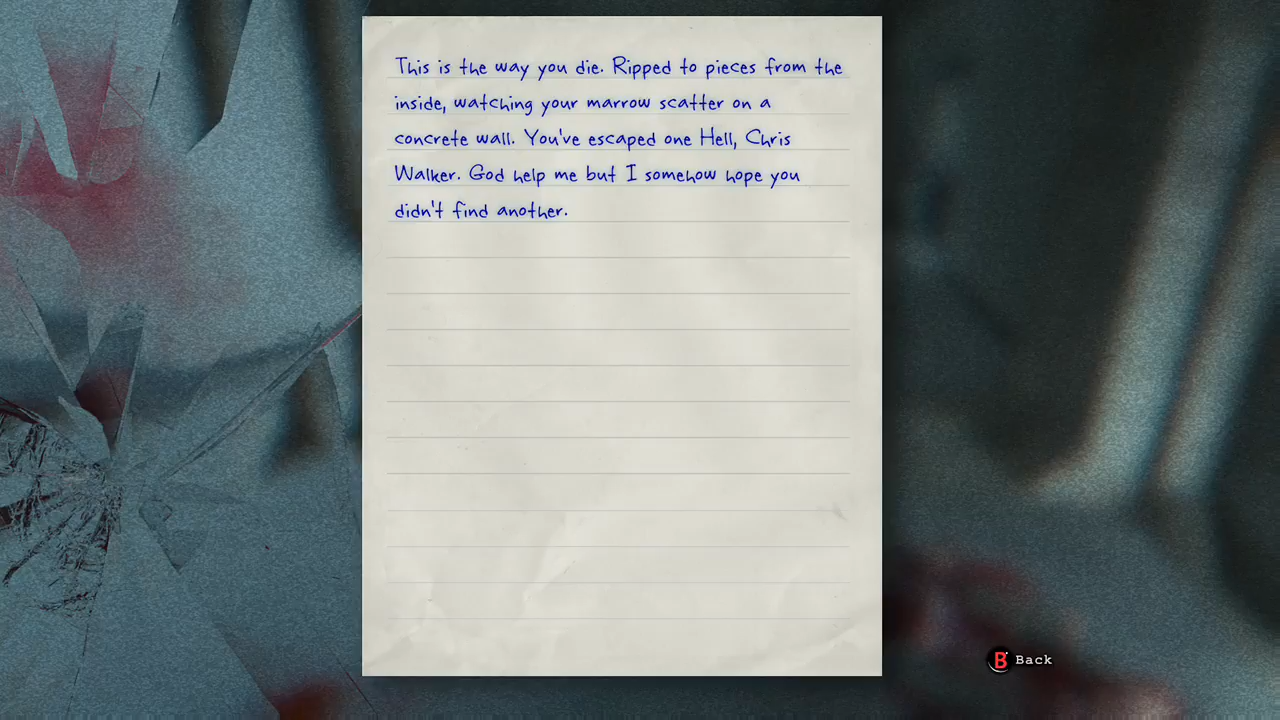 This is the way you die. Ripped to pieces from the
inside, watching your marrow scatter on a
concrete wall. You've escaped one Hell, Chris
Walker. God help me but I somehow hope you
didn't find another.
B Back